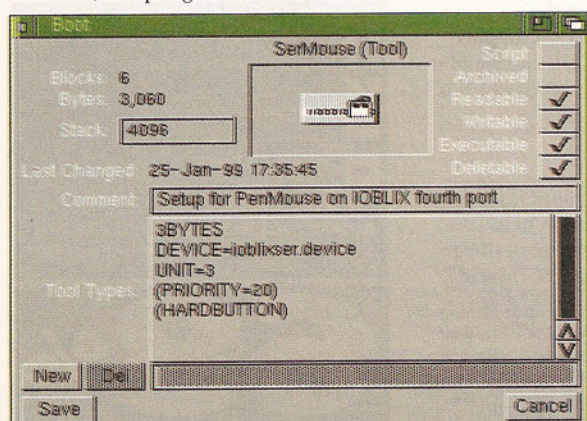 Boot
SerMouse (Tool)
Blocks: 6
Bytes: 3,060
Stack: 4096
Script
Archived
Readable
Writable
Executable
Deletable
Last Changed: 25-Jan-99 17:35:45
Comment: Setup for PenMouse on IOBLIX fourth port
Tool Types:
3BYTES
DEVICE=ioblixser.device
UNIT=3
(PRIORITY=20)
(HARDBUTTON)
New
Del
Save
Cancel